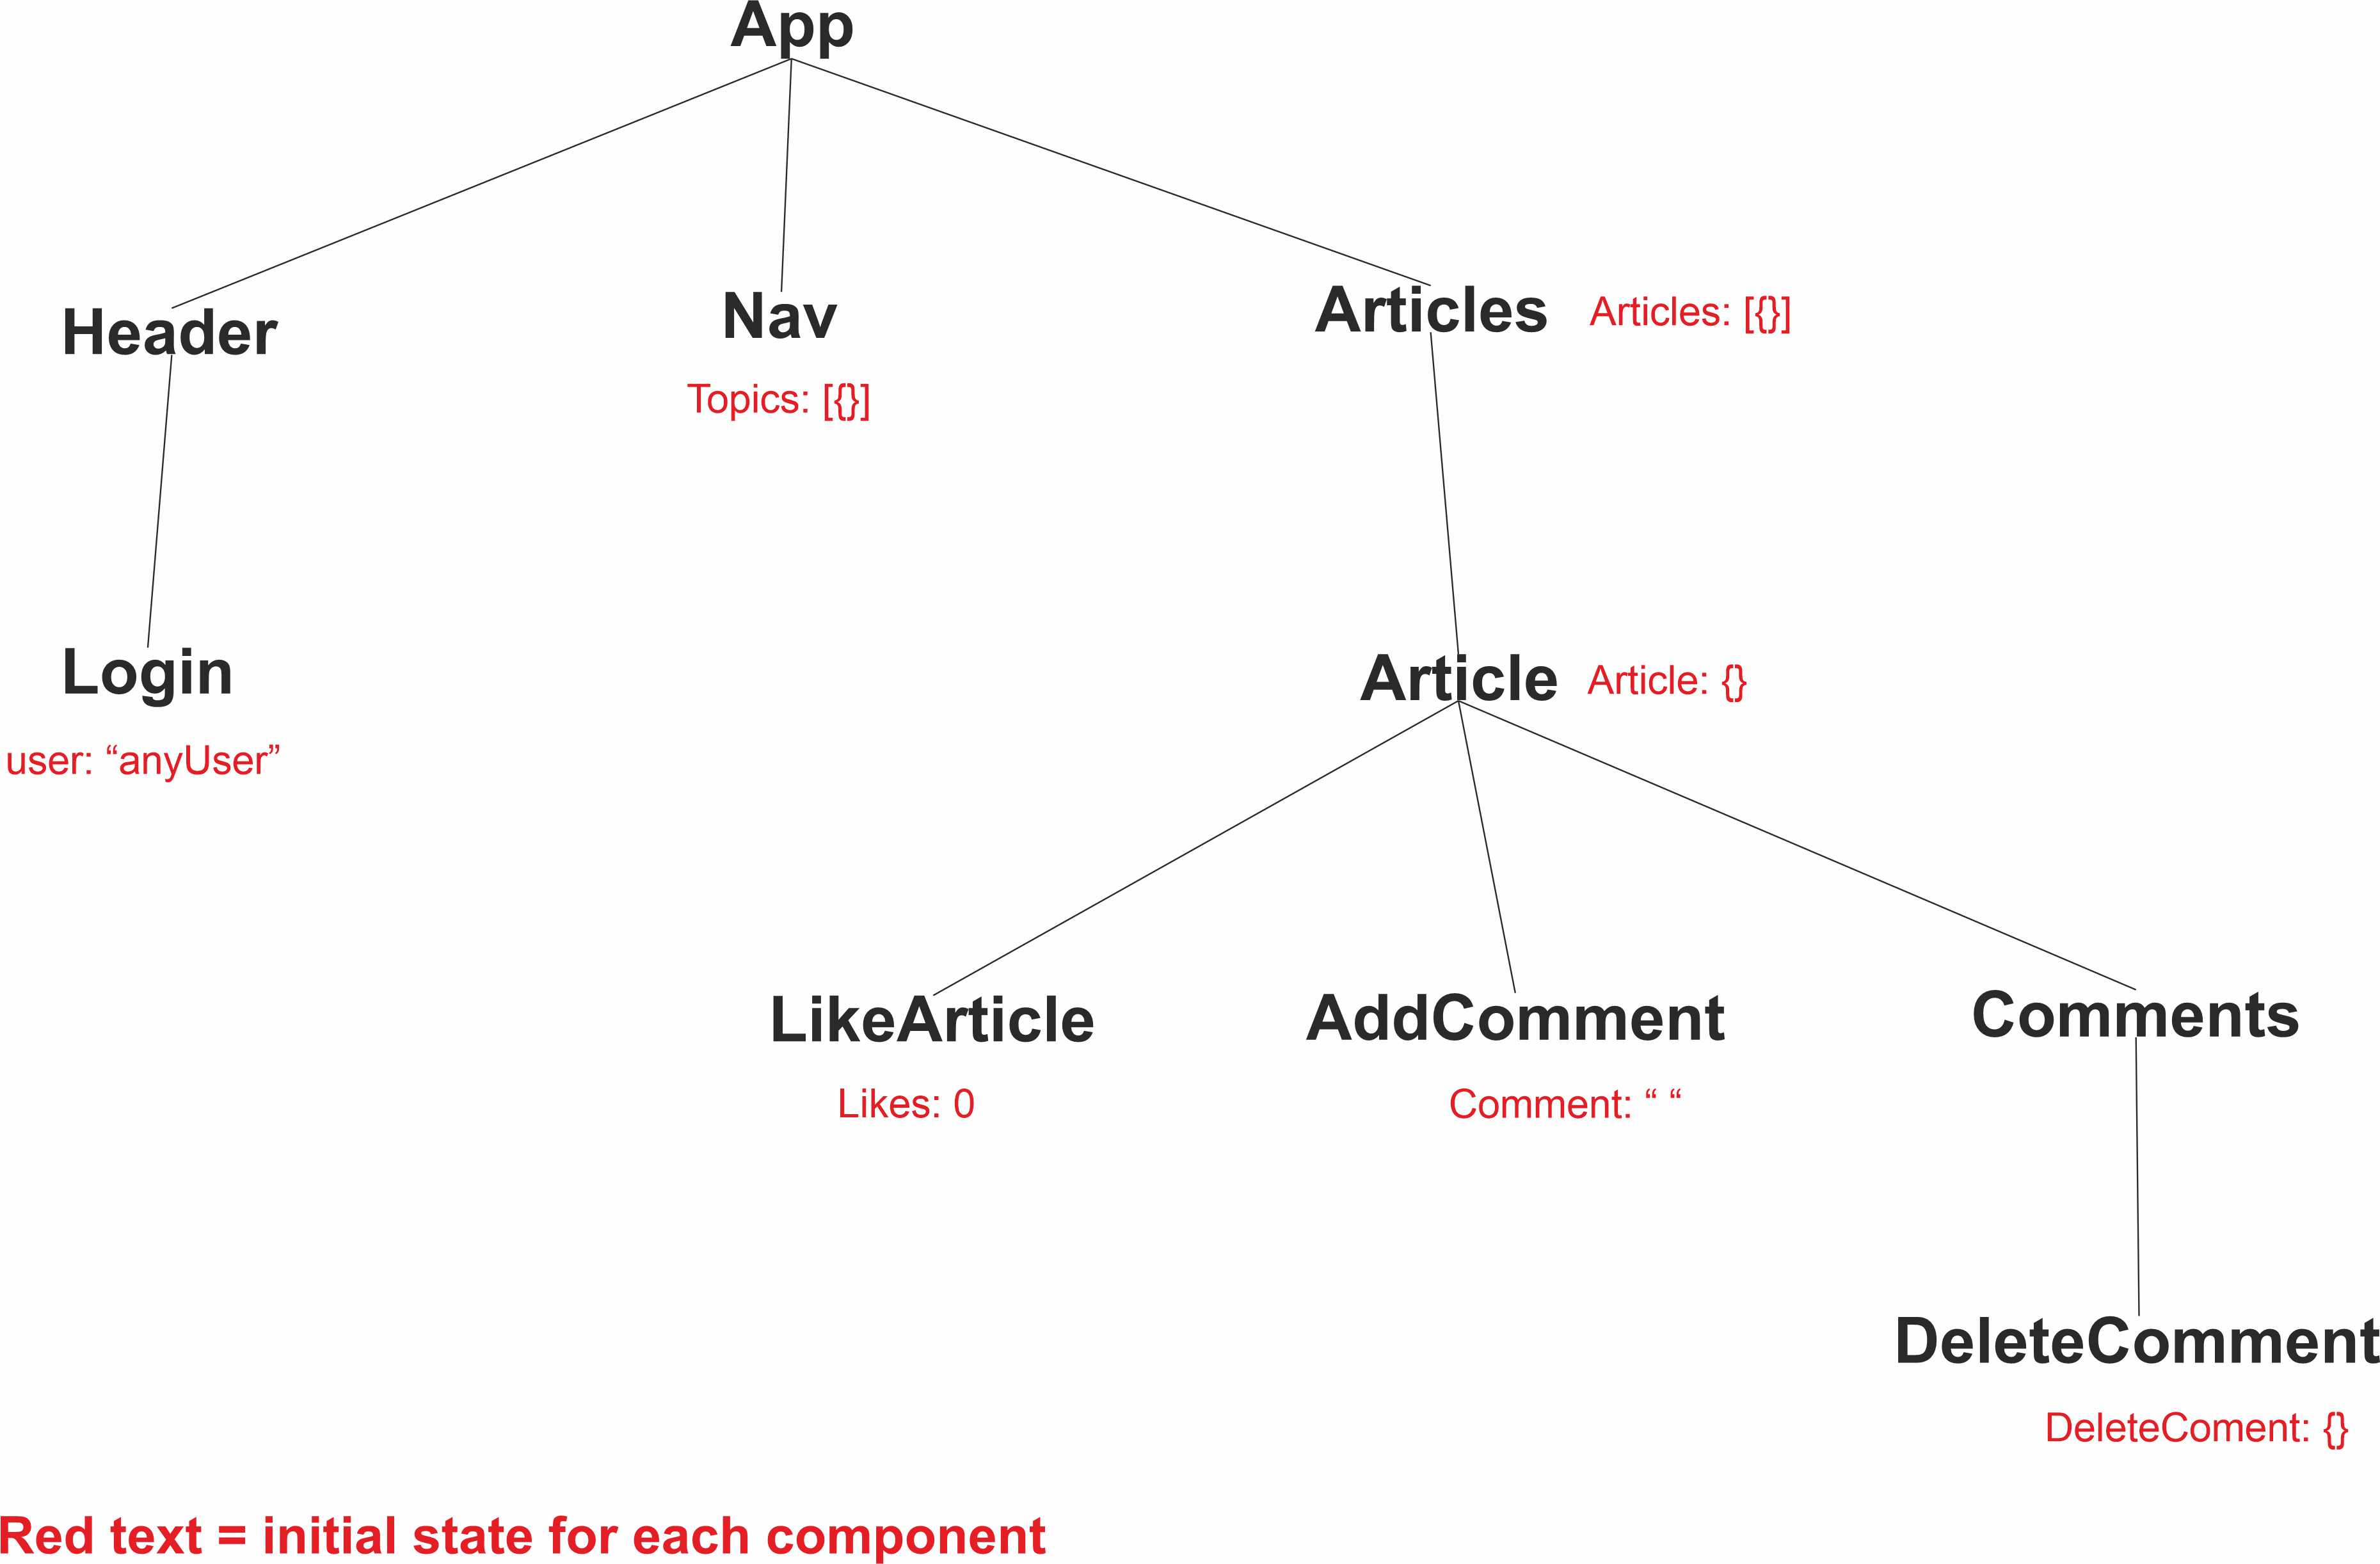 App
Header
Nav
Articles
Articles: [{}]
Topics: [{}]
Login
user: “anyUser”
Article
Article: {}
LikeArticle
AddComment
Comments
Likes: 0
Comment: “ “
DeleteComment
DeleteComent: {}
Red text = initial state for each component